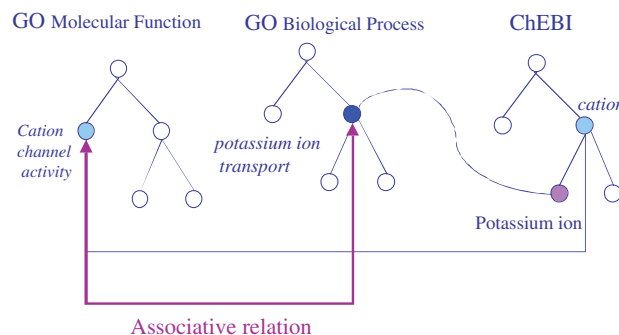 GO Molecular Function
GO Biological Process
ChEBI
Cation
channel
activity
potassium ion
transport
cation
Potassium ion
Associative relation